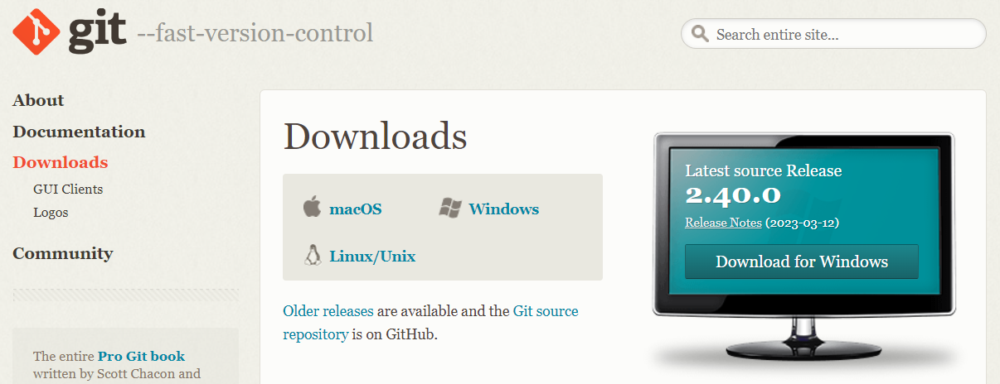 git --fast-version-control
Search entire site...
About
Documentation
Downloads
GUI Clients
Logos
Community
The entire Pro Git book
written by Scott Chacon and
Downloads
macOS
Windows
Linux/Unix
Older releases are available and the Git source
repository is on GitHub.
Latest source Release
2.40.0
Release Notes (2023-03-12)
Download for Windows